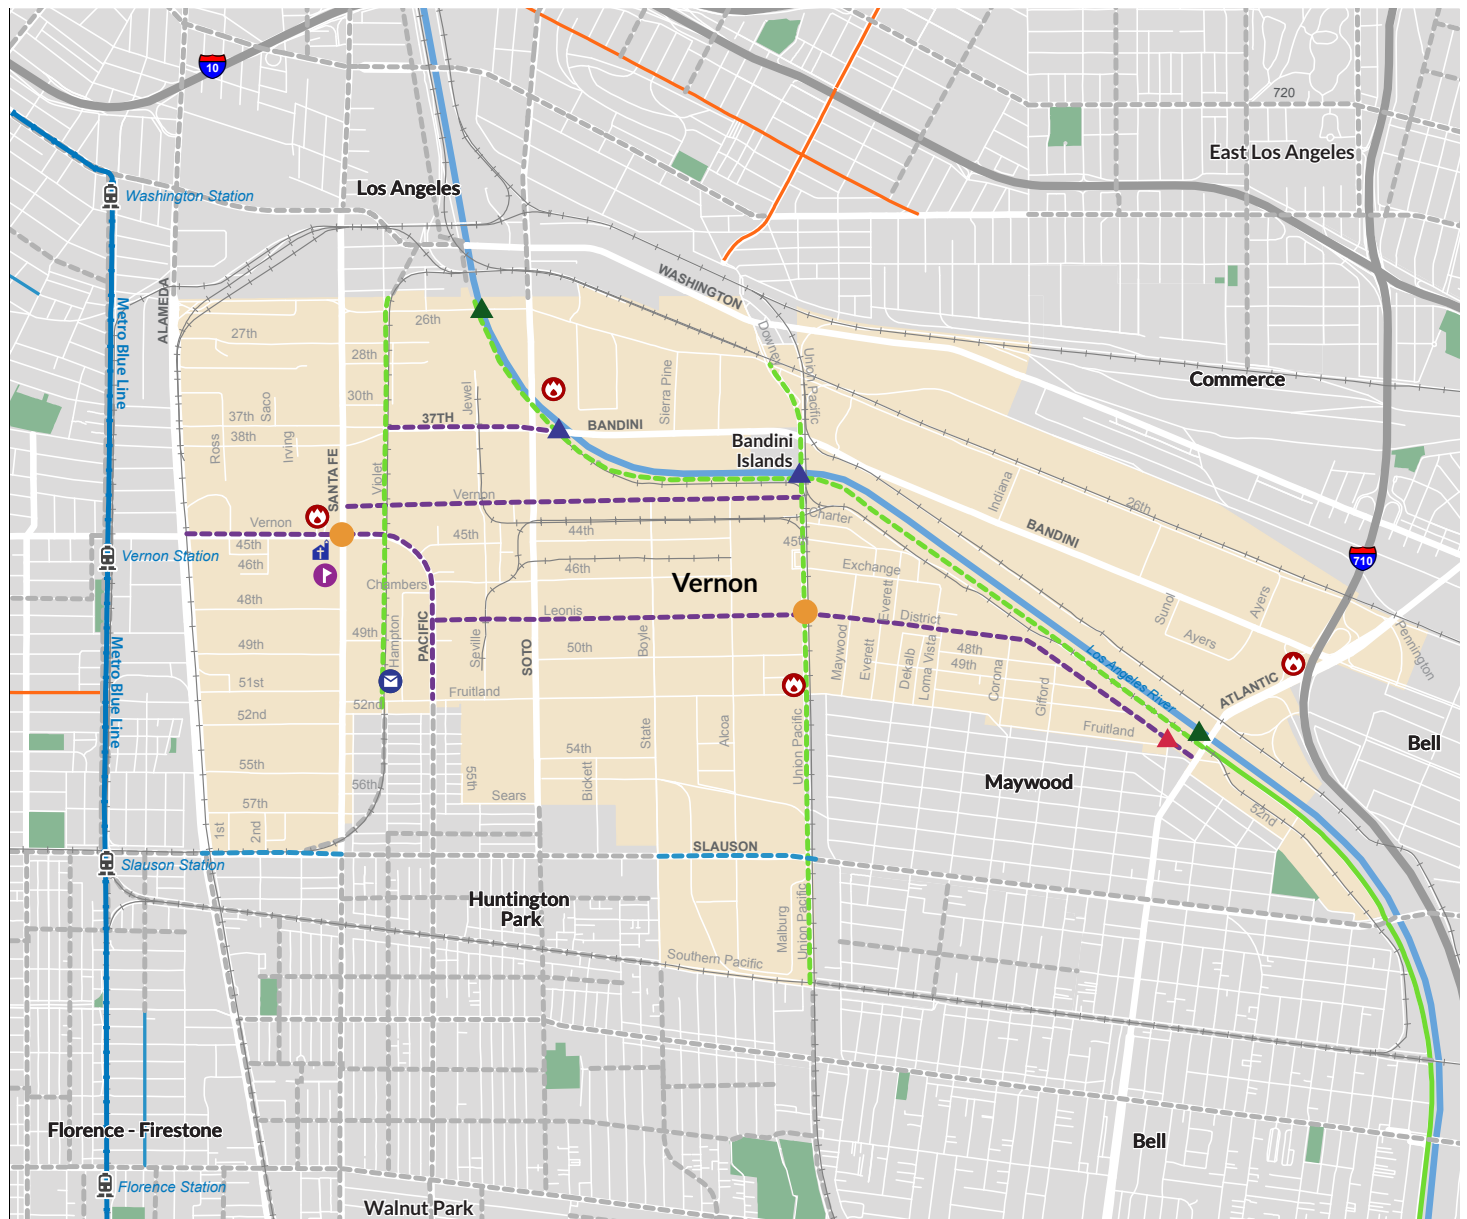 10
720
East Los Angeles
Los Angeles
Washington Station
WASHINGTON
ALAMEDA
Metro Blue Line
26th
27th
Downey
28th
Union Pacific
Commerce
30th
Jewel
Sierra Pine
Saco
37th
37TH
BANDINI
38th
Ross
Irving
Bandini
Islands
SANTA FE
Violet
Vernon
Indiana
26th
Charter
BANDINI
Vernon
45th
45th
44th
45th
Vernon Station
46th
46th
Exchange
710
Chambers
Vernon
48th
Leonis
Everett
District
Sunol
Ayers
Ayers
Pennington
49th
49th
Hampton
PACIFIC
Seville
SOTO
50th
Boyle
Maywood
Everett
Dekalb
Loma Vista
48th
49th
Corona
Gifford
Los Angeles River
ATLANTIC
Metro Blue Line
51st
Fruitland
52nd
52nd
State
Alcoa
Union Pacific
Fruitland
Bell
54th
55th
56th
55th
Bickett
Maywood
Sears
57th
1st
2nd
52nd
SLAUSON
Slauson Station
Huntington
Park
Malburg
Union Pacific
Southern Pacific
Florence - Firestone
Bell
Florence Station
Walnut Park